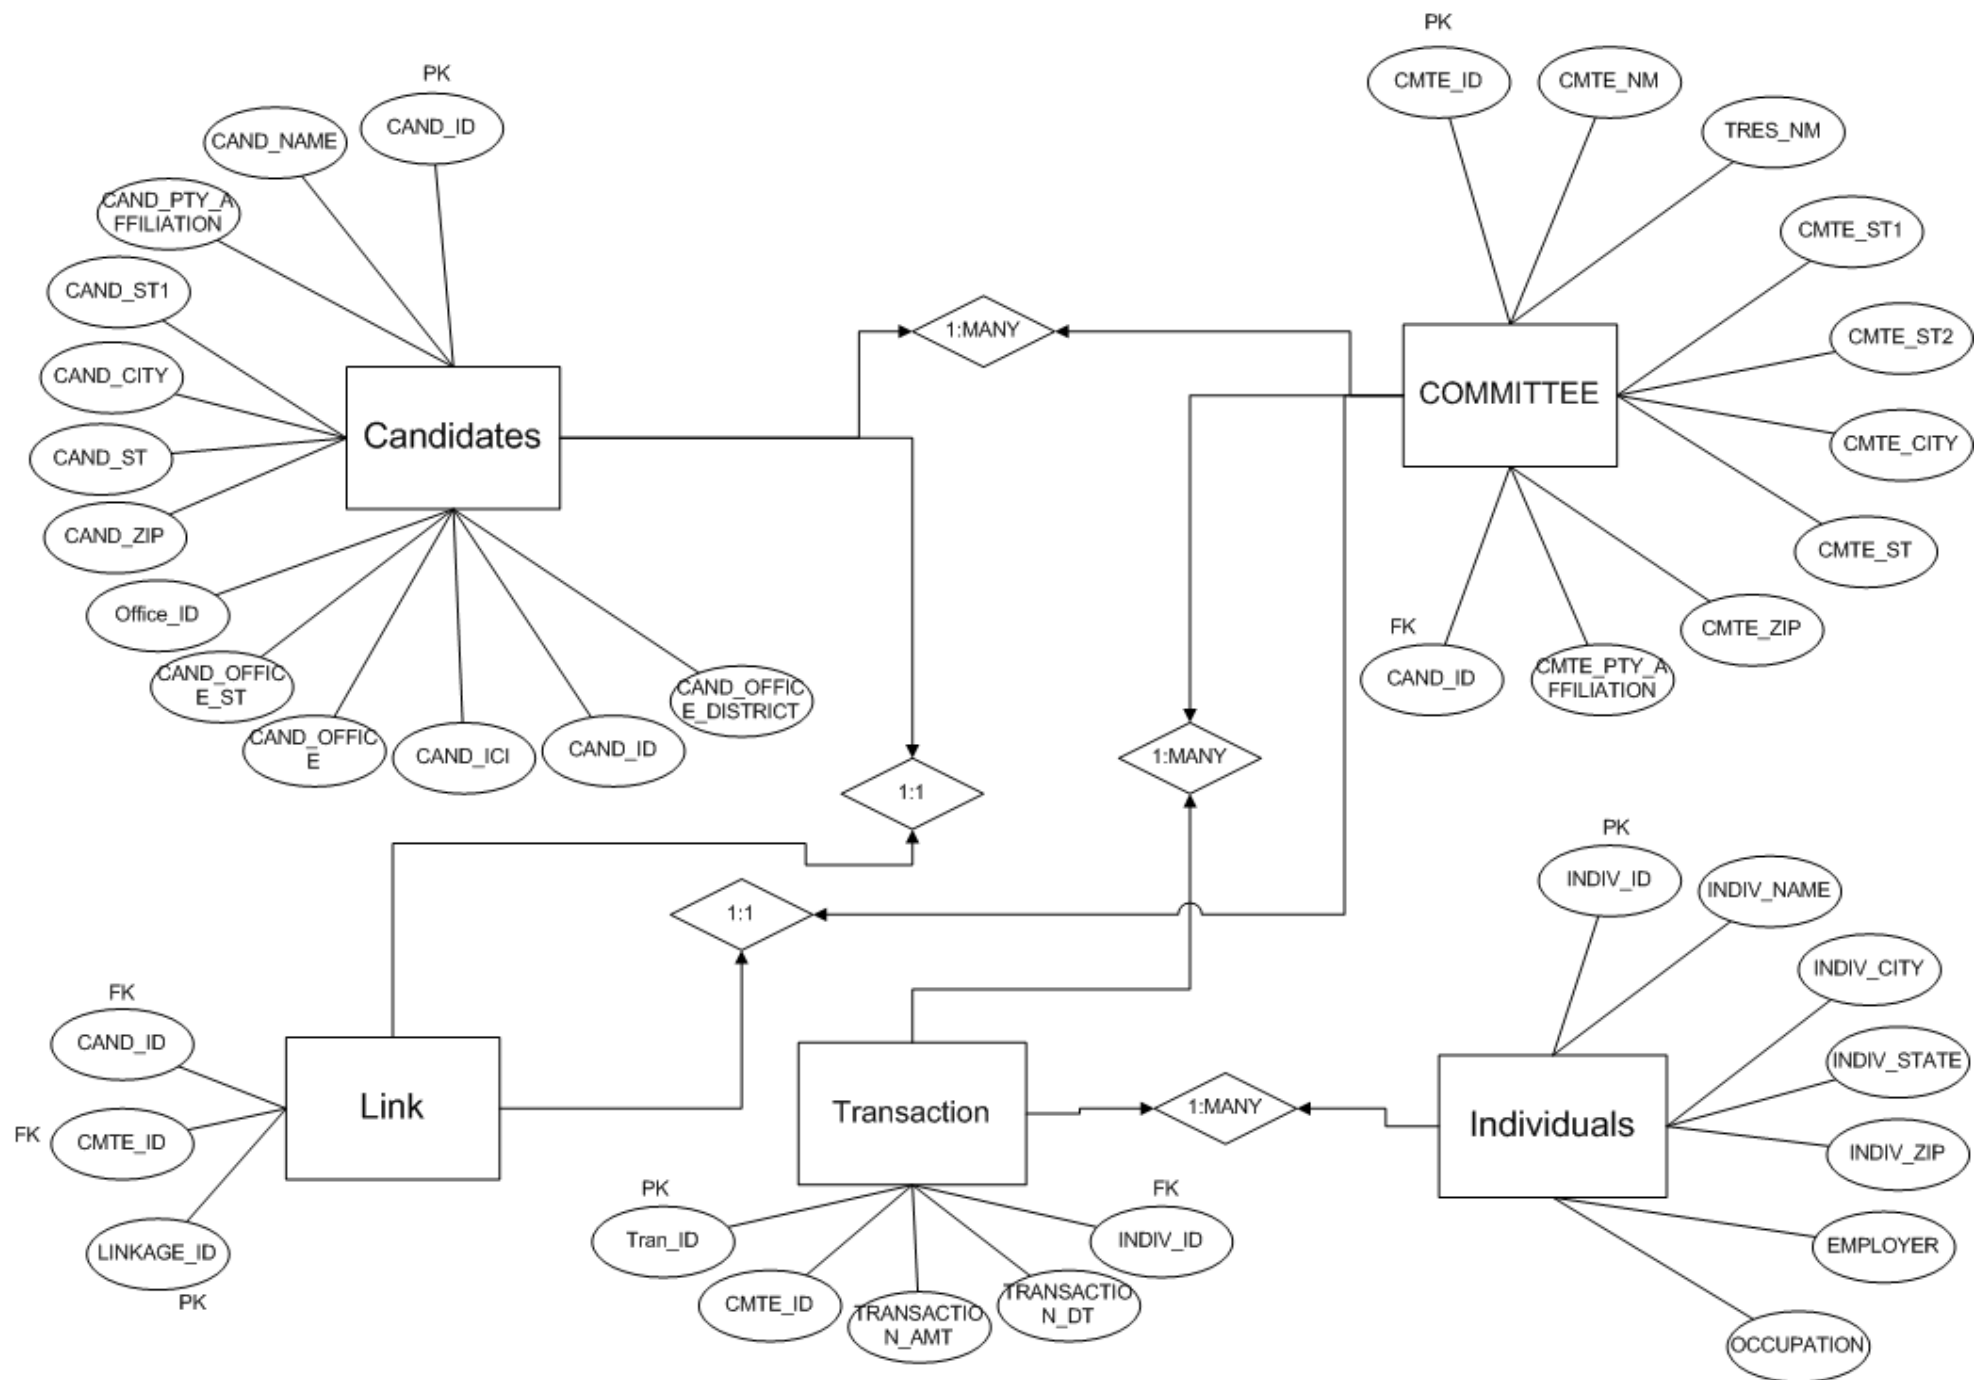 PK
CMTE_ID
CMTE_NM
TRES_NM
CMTE_ST1
CMTE_ST2
CMTE_CITY
CMTE_ST
CMTE_ZIP
CMTE_PTY_A
FFILIATION
FK
CAND_ID
COMMITTEE
PK
CAND_ID
CAND_NAME
CAND_PTY_A
FFILIATION
CAND_ST1
CAND_CITY
CAND_ST
CAND_ZIP
Office_ID
CAND_OFFIC
E_ST
CAND_OFFIC
E
CAND_ICI
CAND_ID
CAND_OFFIC
E_DISTRICT
Candidates
1:MANY
1:MANY
1:1
1:1
FK
CAND_ID
FK
CMTE_ID
LINKAGE_ID
PK
Link
Transaction
1:MANY
PK
Tran_ID
CMTE_ID
TRANSACTIO
N_AMT
TRANSACTIO
N_DT
FK
INDIV_ID
PK
INDIV_ID
INDIV_NAME
INDIV_CITY
INDIV_STATE
INDIV_ZIP
EMPLOYER
OCCUPATION
Individuals